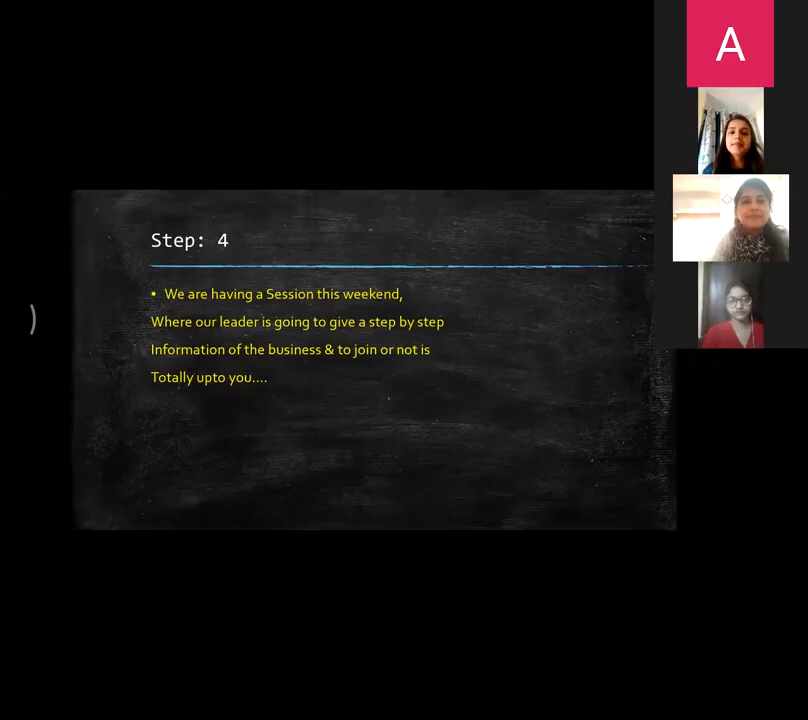 A
Step: 4
▪ We are having a Session this weekend,
Where our leader is going to give a step by step
Information of the business & to join or not is
Totally upto you....